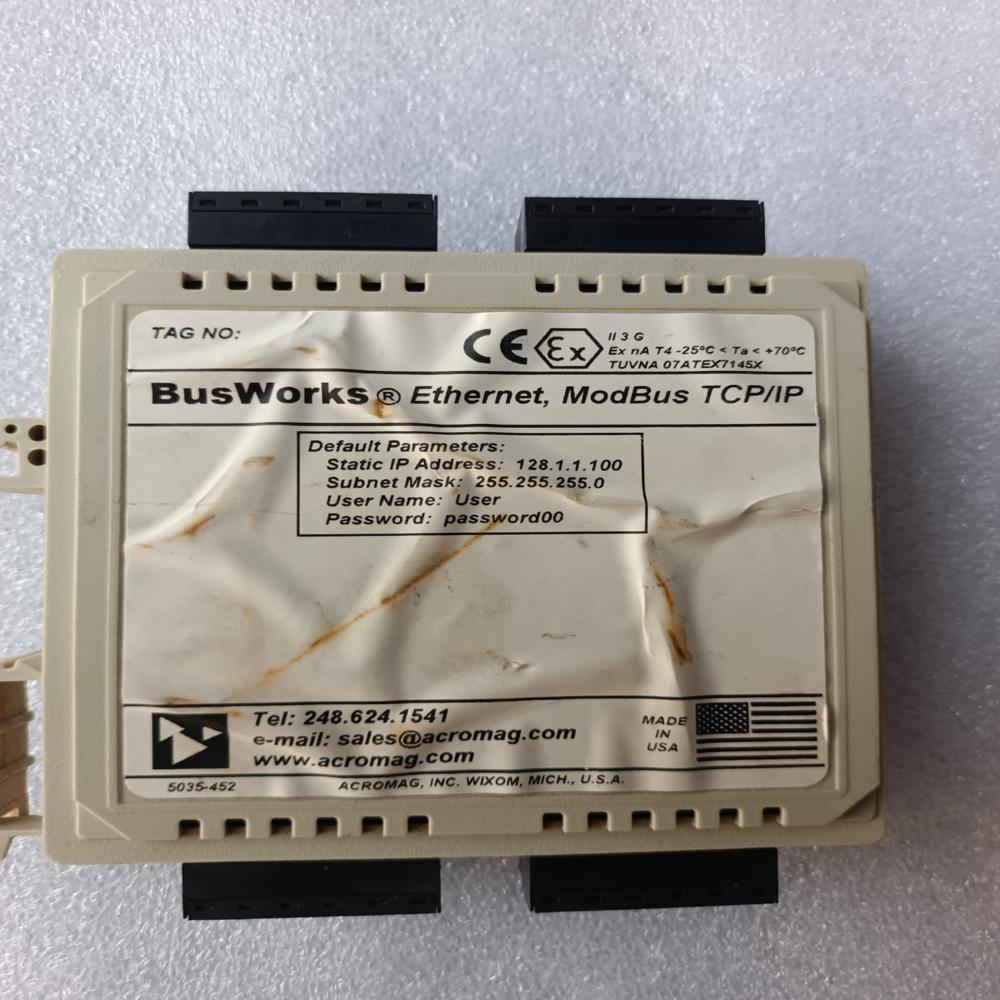 TAG NO:
CE Ex II 3 G
Ex nA T4 -25°C < Ta < +70°C
TUVNA 07ATEX7145X
BusWorks ® Ethernet, ModBus TCP/IP
Default Parameters:
Static IP Address: 128.1.1.100
Subnet Mask: 255.255.255.0
User Name: User
Password: password00
Tel: 248.624.1541
e-mail: sales@acromag.com
www.acromag.com
MADE
IN
USA
5035-452
ACROMAG, INC. WIXOM, MICH., U.S.A.